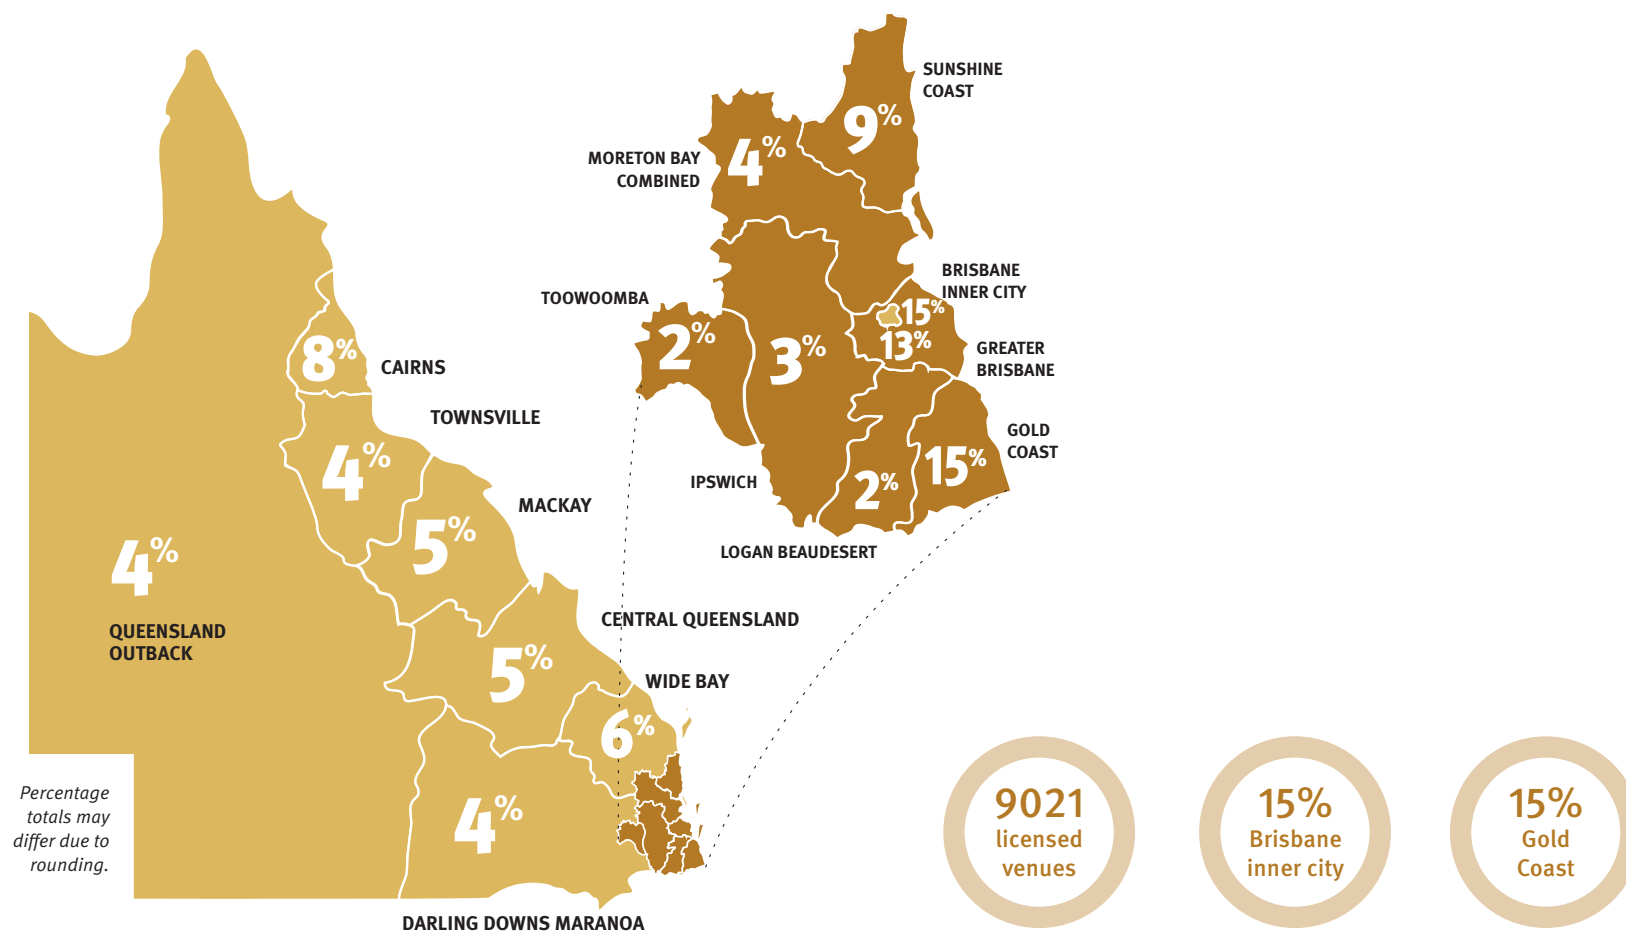 SUNSHINE
COAST
9%
MORETON BAY
COMBINED
4%
BRISBANE
INNER CITY
15%
TOOWOOMBA
2%
3%
13%
GREATER
BRISBANE
8%
CAIRNS
TOWNSVILLE
4%
GOLD
COAST
15%
IPSWICH
2%
LOGAN BEAUDESERT
MACKAY
5%
4%
QUEENSLAND
OUTBACK
CENTRAL QUEENSLAND
5%
WIDE BAY
6%
4%
DARLING DOWNS MARANOA
Percentage
totals may
differ due to
rounding.
9021
licensed
venues
15%
Brisbane
inner city
15%
Gold
Coast